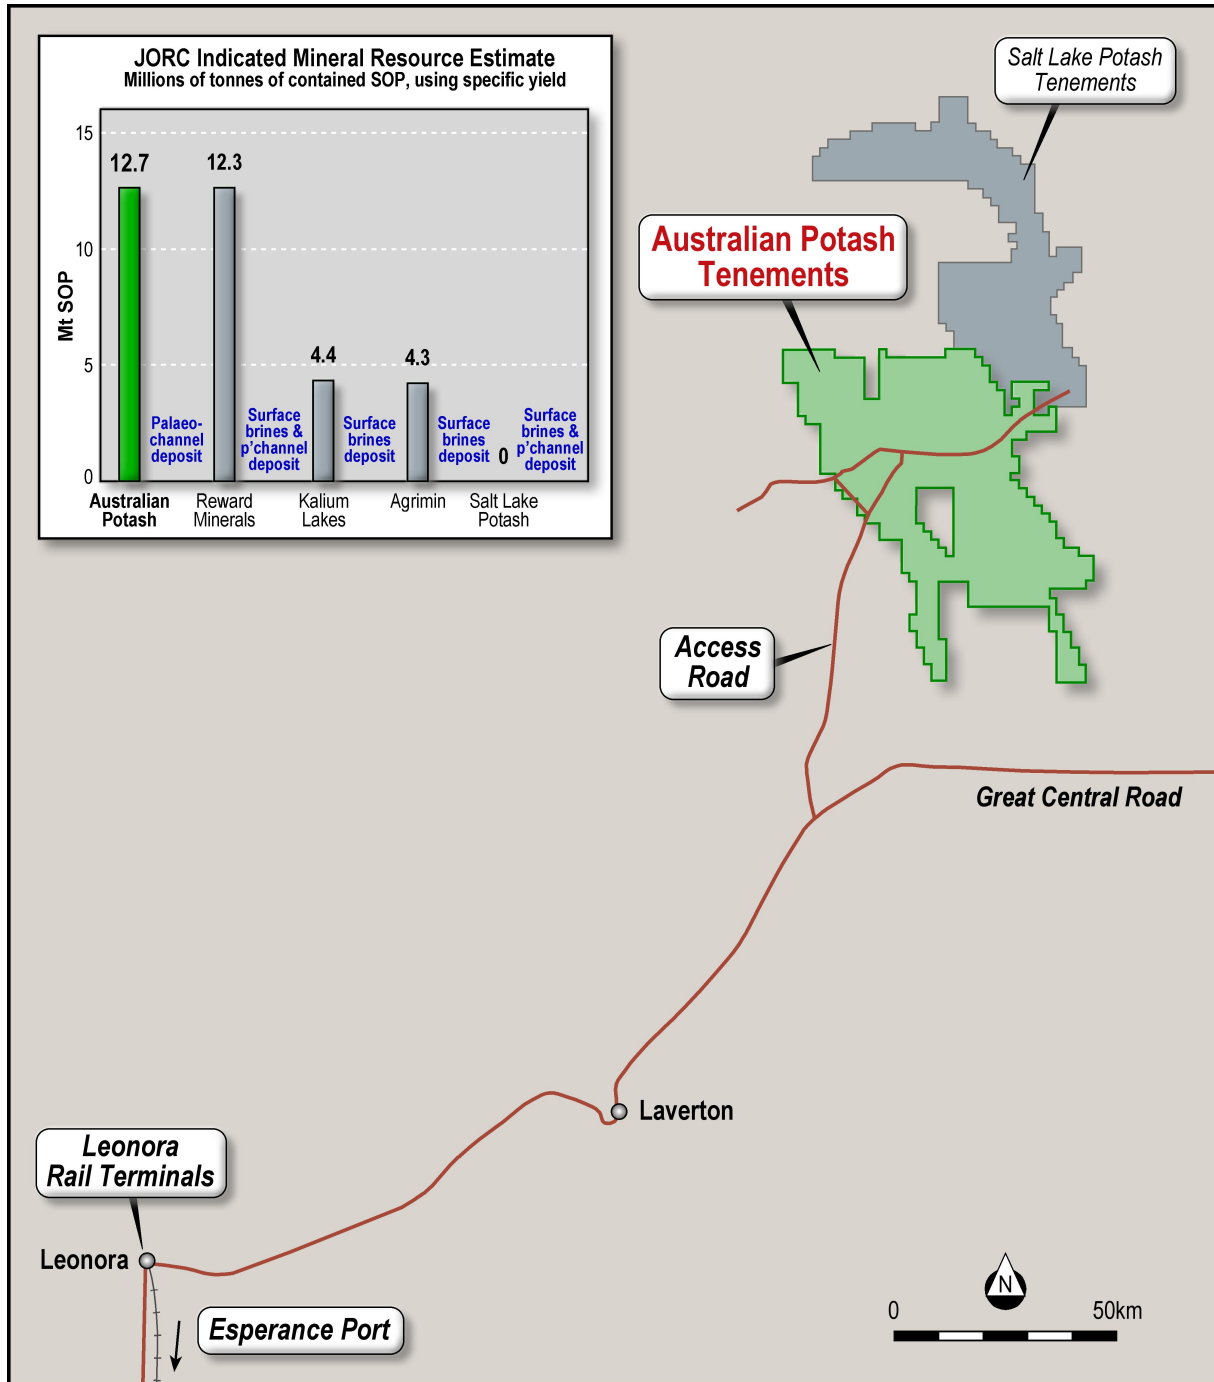 JORC Indicated Mineral Resource Estimate
Millions of tonnes of contained SOP, using specific yield
15
10
5
0
Mt SOP
12.7
12.3
4.4
4.3
0
Palaeo-
channel
deposit
Surface
brines &
p'channel
deposit
Surface
brines
deposit
Surface
brines
deposit
Surface
brines &
p'channel
deposit
Australian
Potash
Reward
Minerals
Kalium
Lakes
Agrimin
Salt Lake
Potash
Salt Lake Potash
Tenements
Australian Potash
Tenements
Access
Road
Great Central Road
Laverton
Leonora
Rail Terminals
Leonora
Esperance Port
N
0
50km